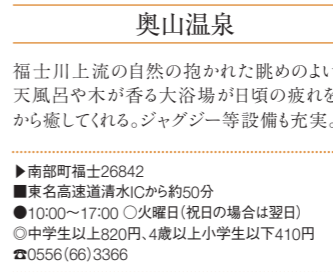 奥山温泉
福士川上流の自然の抱かれた眺めのよい
天風呂や木が香る大浴場が日頃の疲れを
から癒してくれる。ジャグジー等設備も充実。
▶南部町福士26842
■東名高速道清水ICから約50分
●10:00〜17:00 ○火曜日(祝日の場合は翌日)
◎中学生以上820円、4歳以上小学生以下410円
☎0556(66)3366